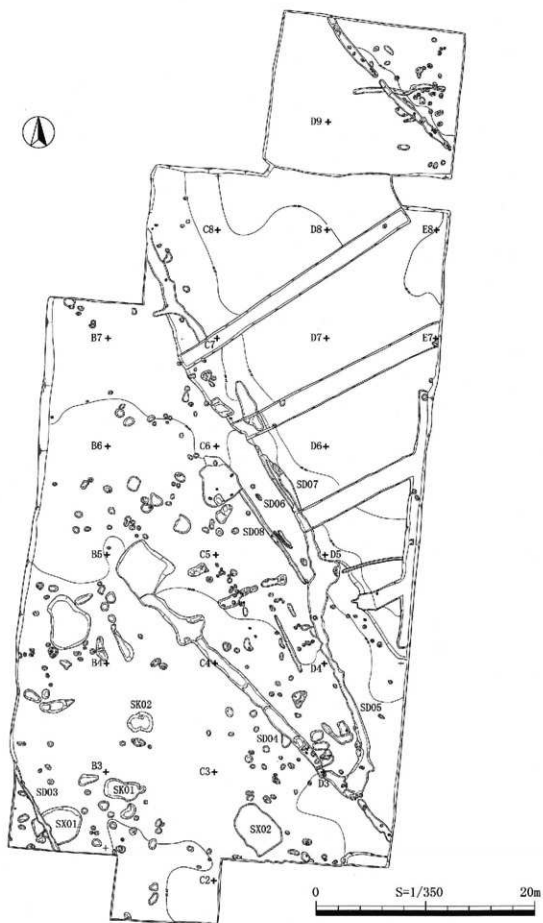 D9
C8
D8
E8
B7
C7
D7
E7
B6
C6
D6
SD07
SD06
SD08
B5
C5
D5
B4
C4
D4
SD05
SK02
SD04
B3
C3
D3
SD03
SK01
SX01
SX02
C2
0
S=1/350
20m